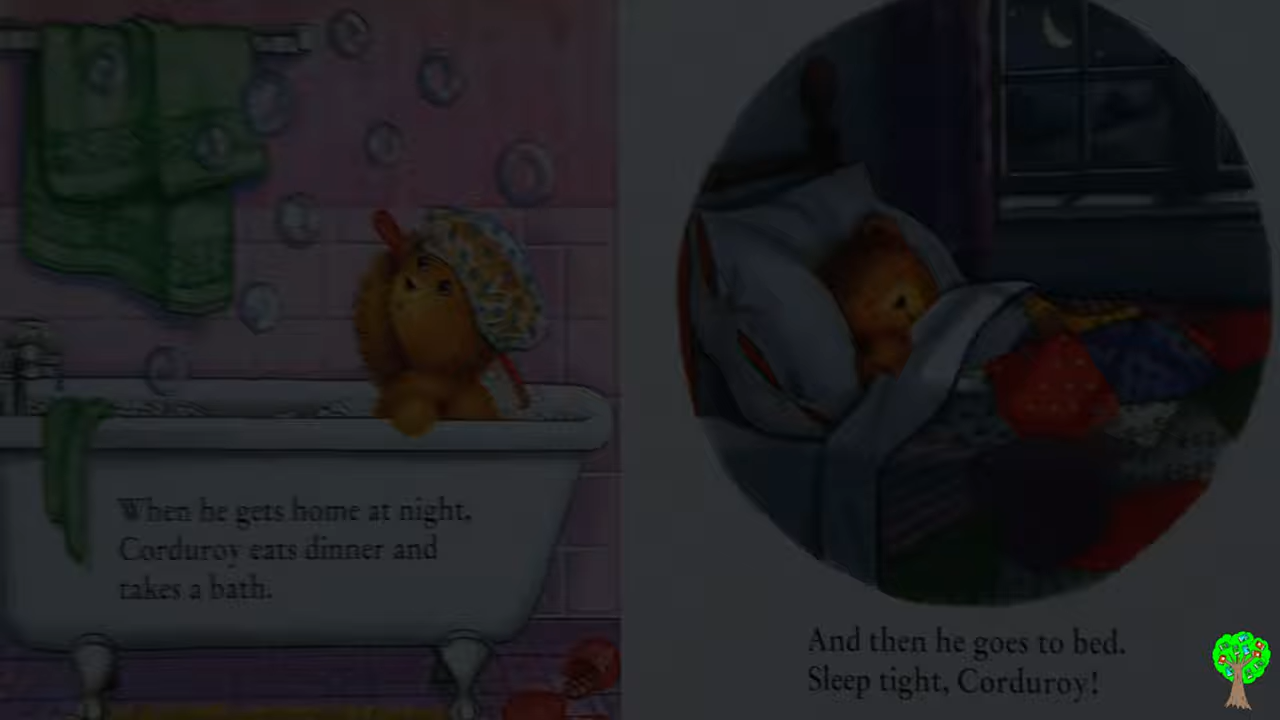 When he gets home at night,
Corduroy eats dinner and
takes a bath.
And then he goes to bed.
Sleep tight, Corduroy!